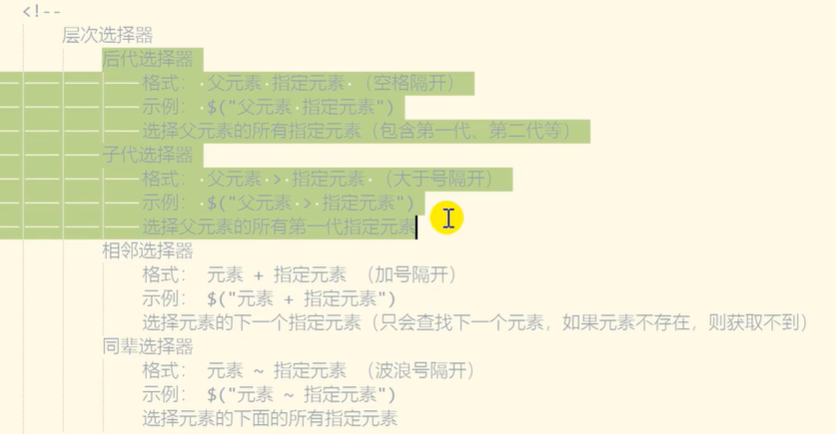 <!--
层次选择器
后代选择器
格式: 父元素 指定元素 (空格隔开)
示例: $("父元素 指定元素")
选择父元素的所有指定元素（包含第一代、第二代等）
子代选择器
格式: 父元素 > 指定元素 (大于号隔开)
示例: $("父元素 > 指定元素")
选择父元素的所有第一代指定元素
相邻选择器
格式: 元素 + 指定元素 (加号隔开)
示例: $("元素 + 指定元素")
选择元素的下一个指定元素（只会查找下一个元素，如果元素不存在，则获取不到）
同辈选择器
格式: 元素 ~ 指定元素 (波浪号隔开)
示例: $("元素 ~ 指定元素")
选择元素的下面的所有指定元素